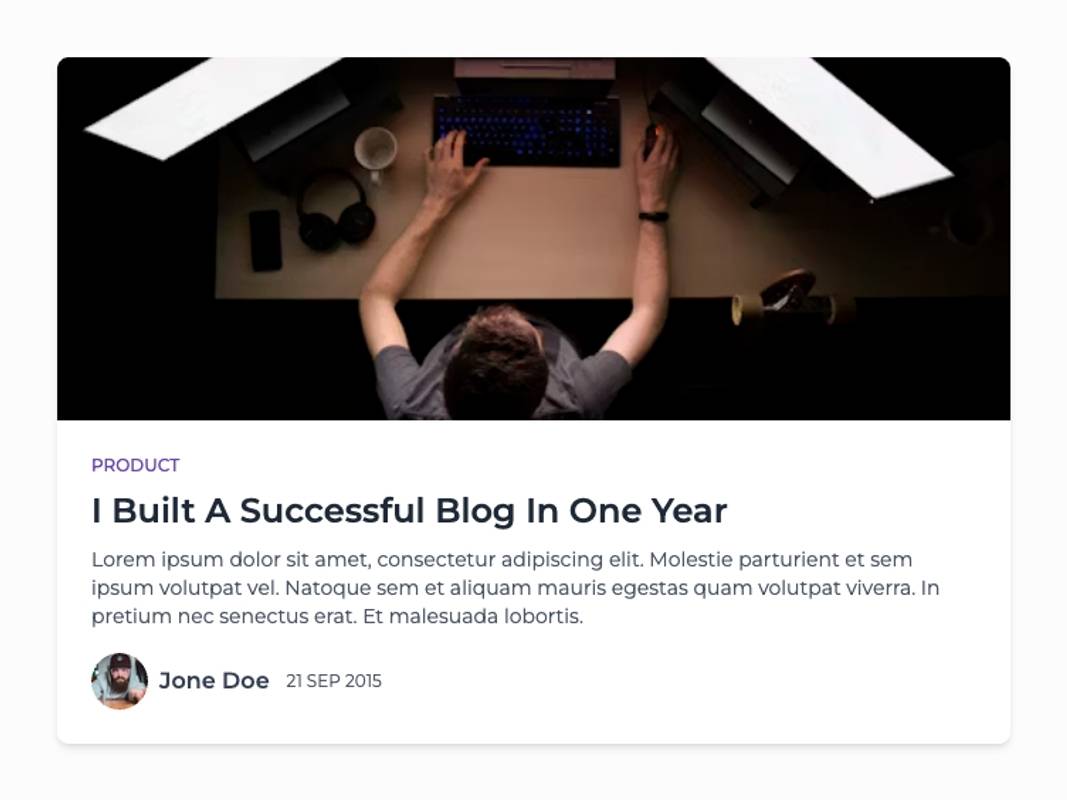 PRODUCT
I Built A Successful Blog In One Year
Lorem ipsum dolor sit amet, consectetur adipiscing elit. Molestie parturient et sem
ipsum volutpat vel. Natoque sem et aliquam mauris egestas quam volutpat viverra. In
pretium nec senectus erat. Et malesuada lobortis.
Jone Doe 21 SEP 2015